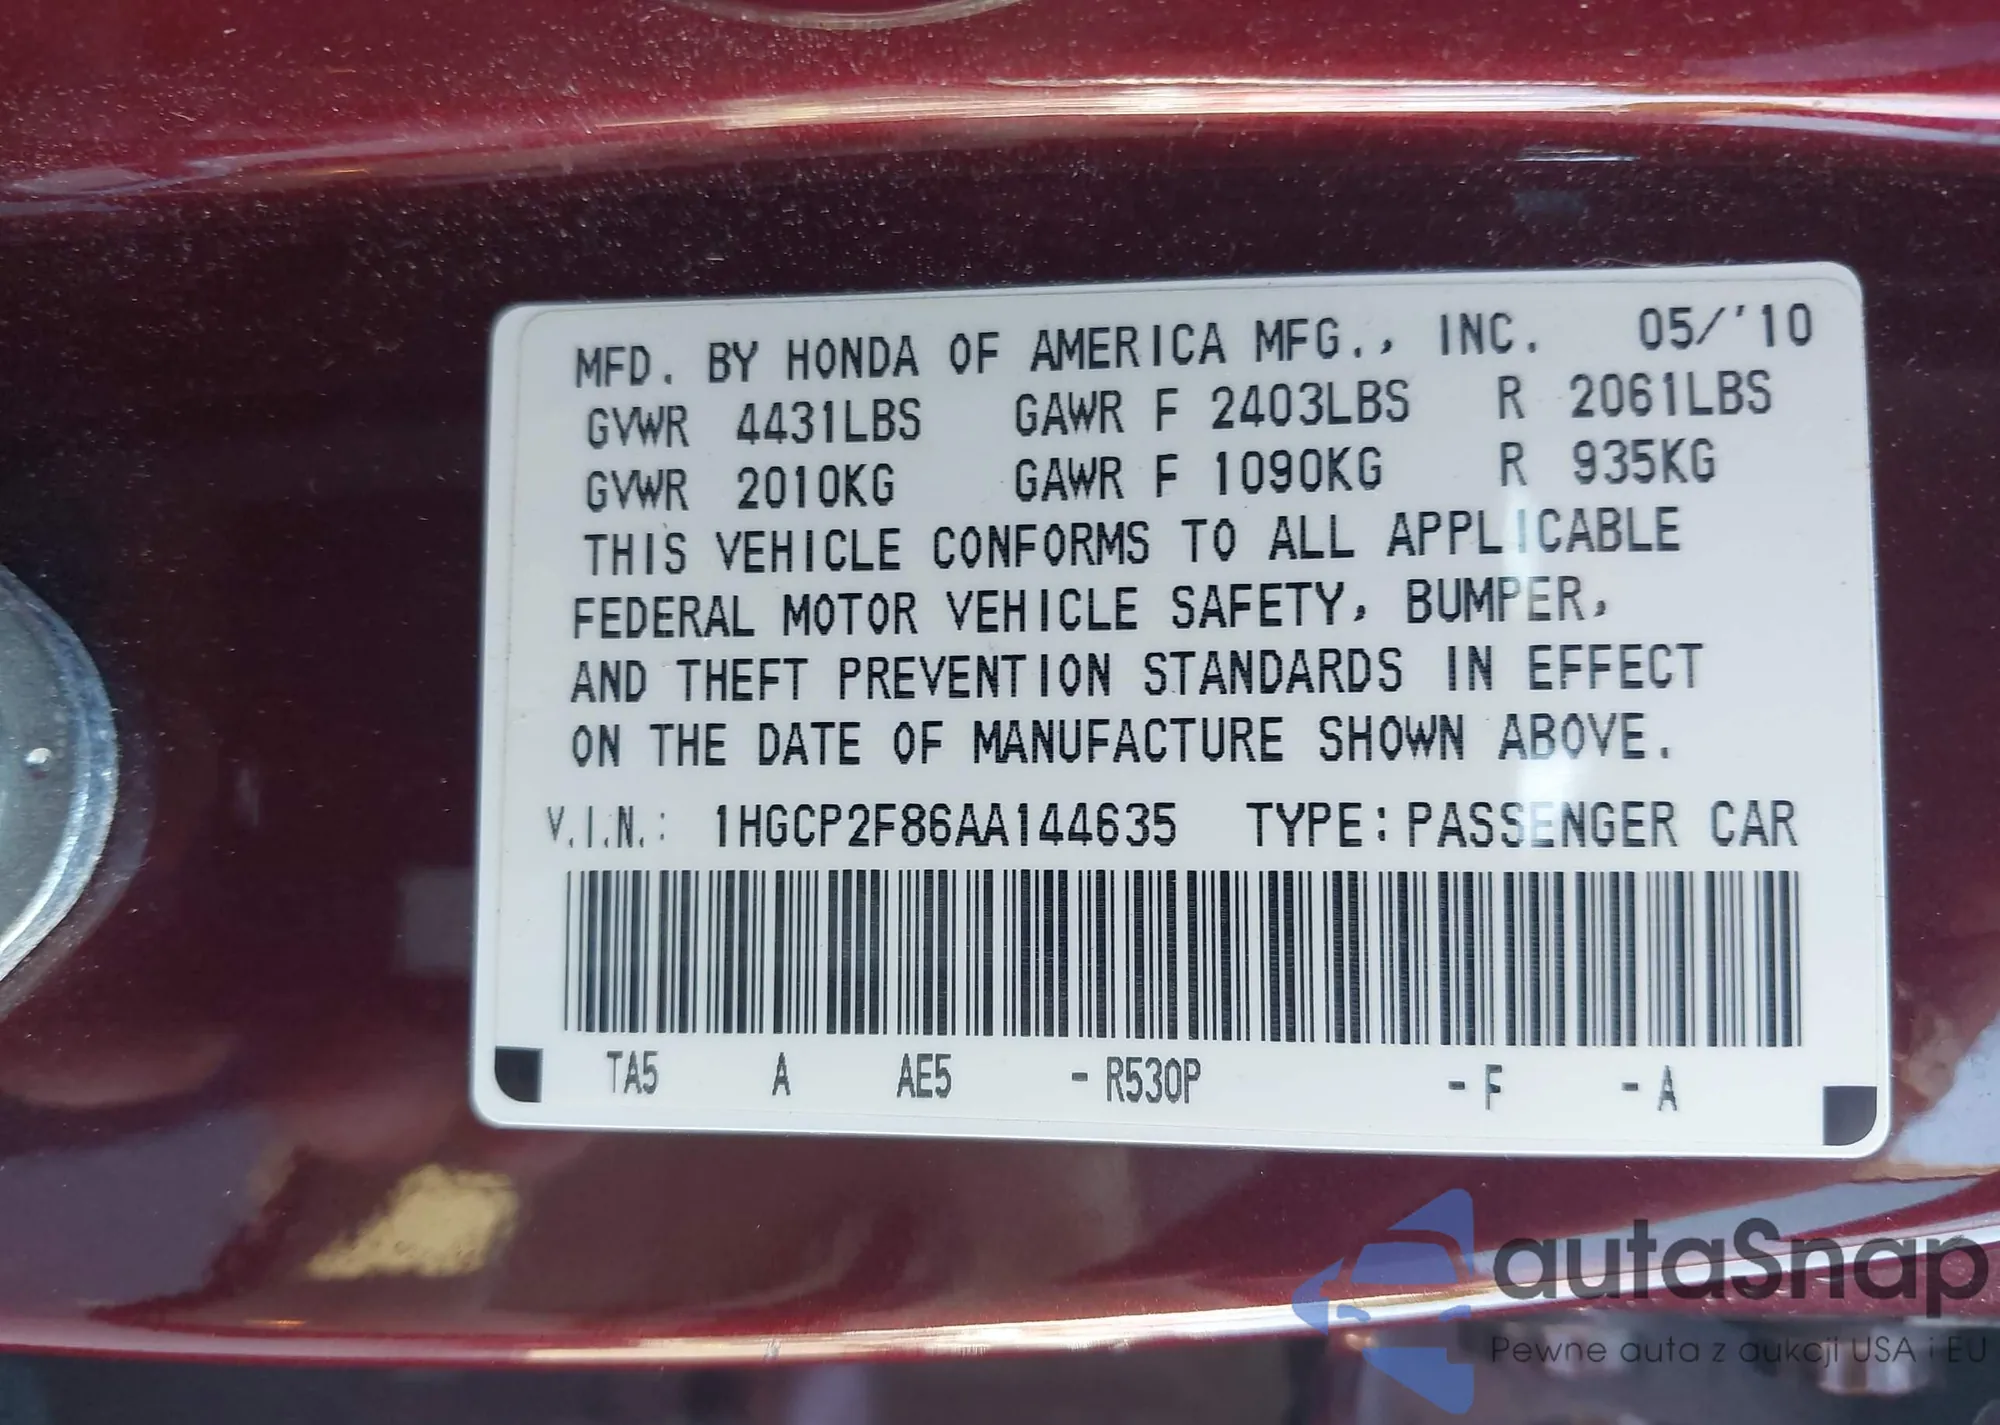 MFD. BY HONDA OF AMERICA MFG., INC. 05/'10
GVWR 4431LBS GAWR F 2403LBS R 2061LBS
GVWR 2010KG GAWR F 1090KG R 935KG
THIS VEHICLE CONFORMS TO ALL APPLICABLE
FEDERAL MOTOR VEHICLE SAFETY, BUMPER,
AND THEFT PREVENTION STANDARDS IN EFFECT
ON THE DATE OF MANUFACTURE SHOWN ABOVE.
V.I.N.: 1HGCP2F86AA144635 TYPE: PASSENGER CAR
TA5 A AE5 - R530P - F - A
autaSnap
Pewne auta z aukcji USA i EU